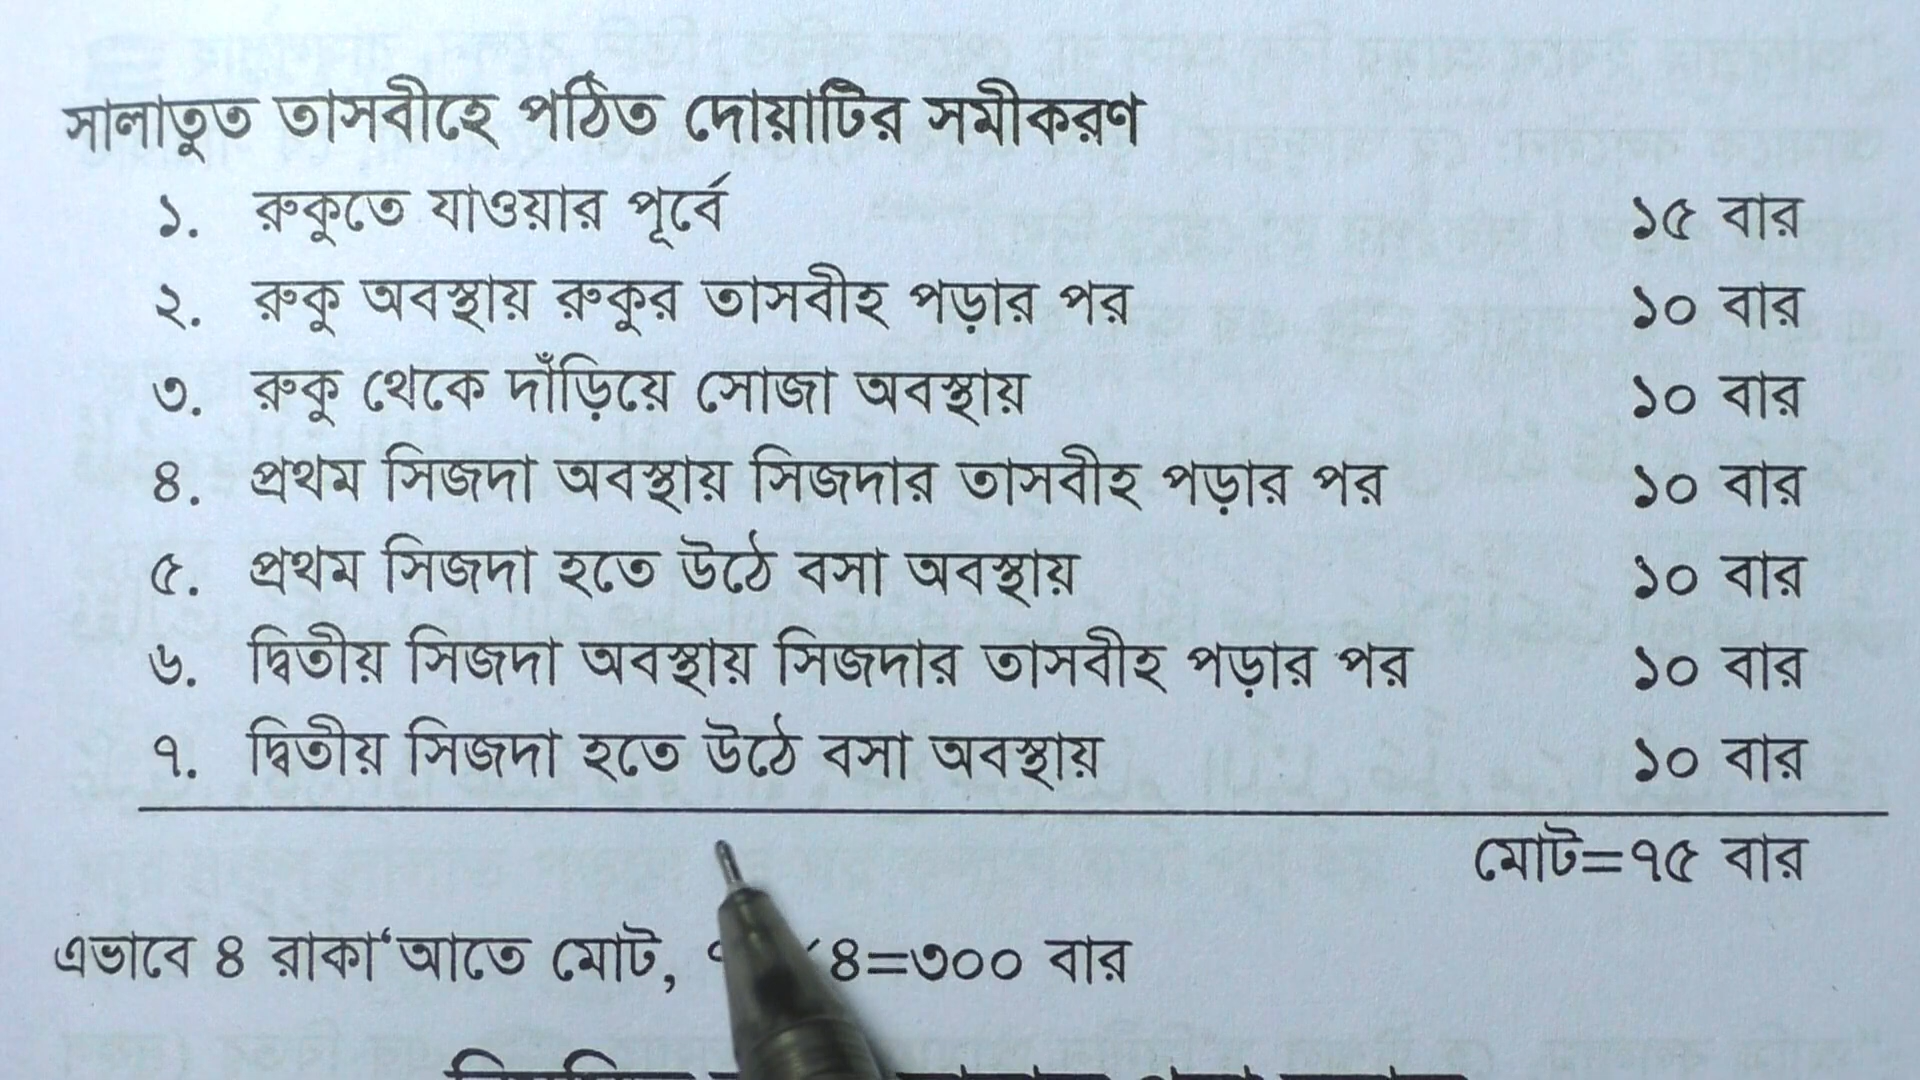 সালাতুত তাসবীহে পঠিত দোয়াটির সমীকরণ
১. রুকুতে যাওয়ার পূর্বে ১৫ বার
২. রুকু অবস্থায় রুকুর তাসবীহ পড়ার পর ১০ বার
৩. রুকু থেকে দাঁড়িয়ে সোজা অবস্থায় ১০ বার
৪. প্রথম সিজদা অবস্থায় সিজদার তাসবীহ পড়ার পর ১০ বার
৫. প্রথম সিজদা হতে উঠে বসা অবস্থায় ১০ বার
৬. দ্বিতীয় সিজদা অবস্থায় সিজদার তাসবীহ পড়ার পর ১০ বার
৭. দ্বিতীয় সিজদা হতে উঠে বসা অবস্থায় ১০ বার
মোট=৭৫ বার
এভাবে ৪ রাকা‘আতে মোট, ৪=৩০০ বার